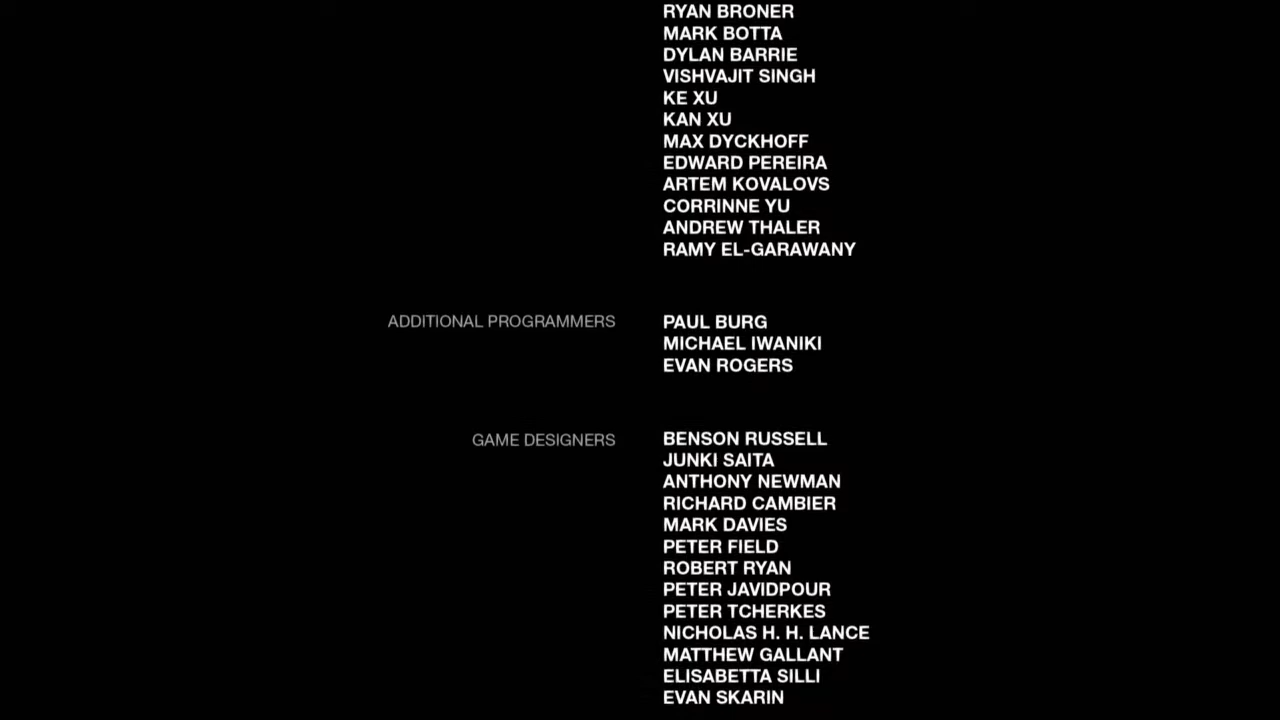 RYAN BRONER
MARK BOTTA
DYLAN BARRIE
VISHVAJIT SINGH
KE XU
KAN XU
MAX DYCKHOFF
EDWARD PEREIRA
ARTEM KOVALOVS
CORRINNE YU
ANDREW THALER
RAMY EL-GARAWANY
ADDITIONAL PROGRAMMERS PAUL BURG
MICHAEL IWANIKI
EVAN ROGERS
GAME DESIGNERS BENSON RUSSELL
JUNKI SAITA
ANTHONY NEWMAN
RICHARD CAMBIER
MARK DAVIES
PETER FIELD
ROBERT RYAN
PETER JAVIDPOUR
PETER TCHERKES
NICHOLAS H. H. LANCE
MATTHEW GALLANT
ELISABETTA SILLI
EVAN SKARIN